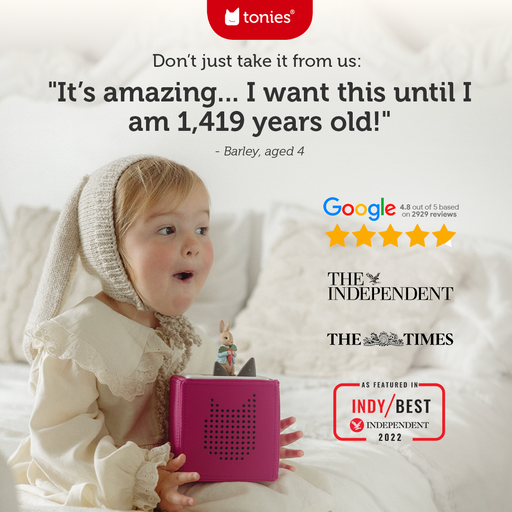 tonies®
Don't just take it from us:
"It's amazing... I want this until I
am 1,419 years old!"
- Barley, aged 4
Google 4.8 out of 5 based
on 2929 reviews
THE
INDEPENDENT
THE TIMES
AS FEATURED IN
INDY/BEST
INDEPENDENT
2022